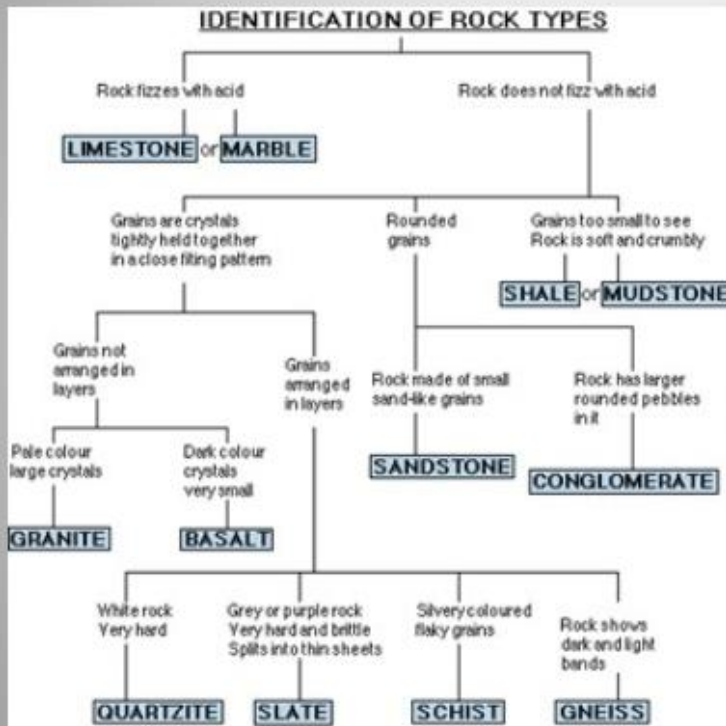 IDENTIFICATION OF ROCK TYPES
Rock fizzes with acid
Rock does not fizz with acid
LIMESTONE or MARBLE
Grains are crystals
tightly held together
in a close fiting pattern
Rounded
grains
Grains too small to see
Rock is soft and crumbly
SHALE or MUDSTONE
Grains not
arranged in
layers
Grains
arranged
in layers
Rock made of small
sand-like grains
Rock has larger
rounded pebbles
in it
SANDSTONE
CONGLOMERATE
Pale colour
large crystals
Dark colour
crystals
very small
GRANITE
BASALT
White rock
Very hard
Grey or purple rock
Very hard and brittle
Splits into thin sheets
Silvery coloured
flaky grains
Rock shows
dark and light
bands
QUARTZITE
SLATE
SCHIST
GNEISS